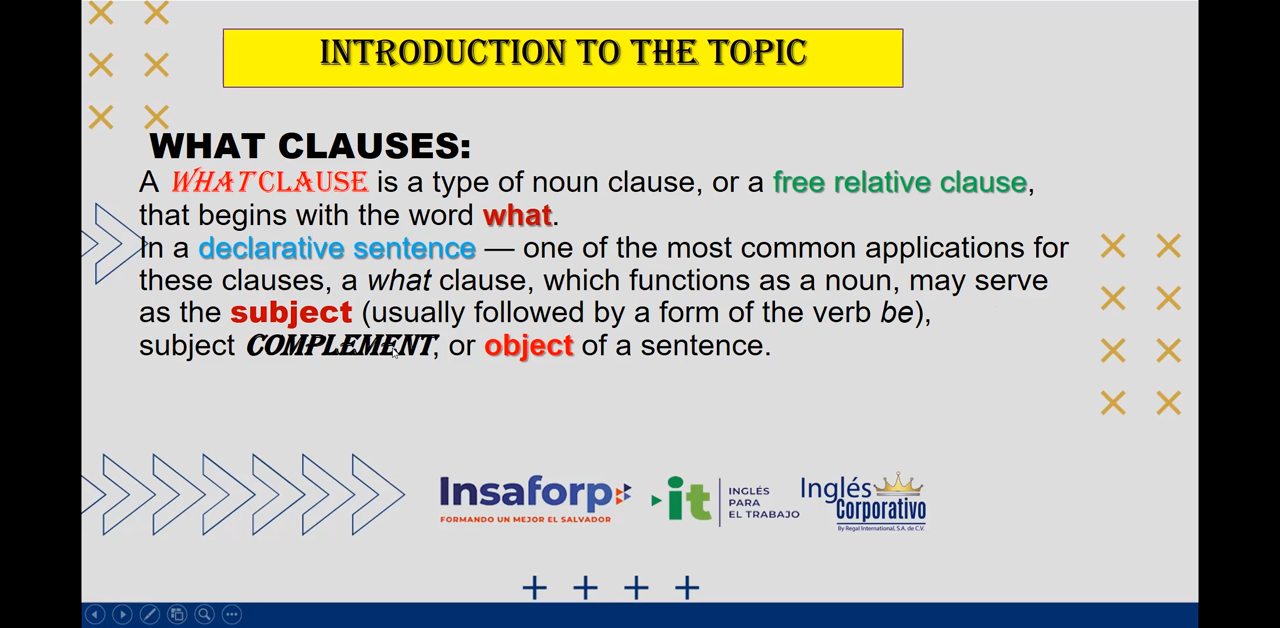 INTRODUCTION TO THE TOPIC
WHAT CLAUSES:
A WHAT CLAUSE is a type of noun clause, or a free relative clause,
that begins with the word what.
In a declarative sentence — one of the most common applications for
these clauses, a what clause, which functions as a noun, may serve
as the subject (usually followed by a form of the verb be),
subject COMPLEMENT, or object of a sentence.
Insaforp
FORMANDO UN MEJOR EL SALVADOR
it
INGLÉS
PARA
EL TRABAJO
Inglés
Corporativo
By Regal International, S.A. de C.V.